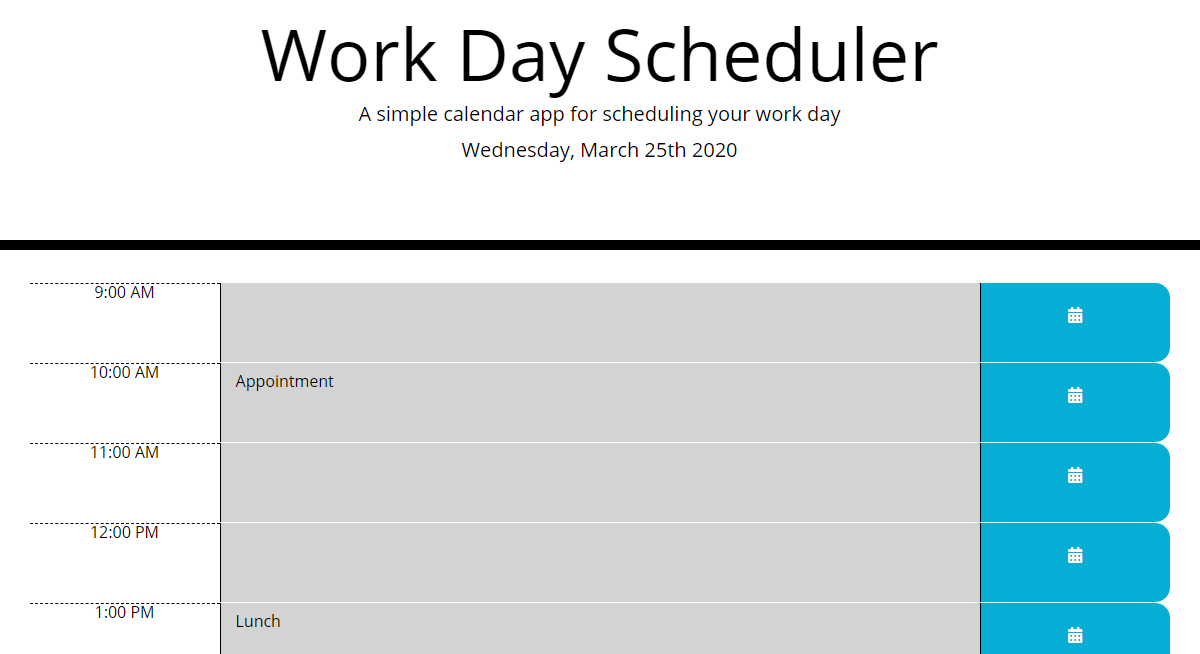 Work Day Scheduler
A simple calendar app for scheduling your work day
Wednesday, March 25th 2020
9:00 AM
10:00 AM
Appointment
11:00 AM
12:00 PM
1:00 PM
Lunch